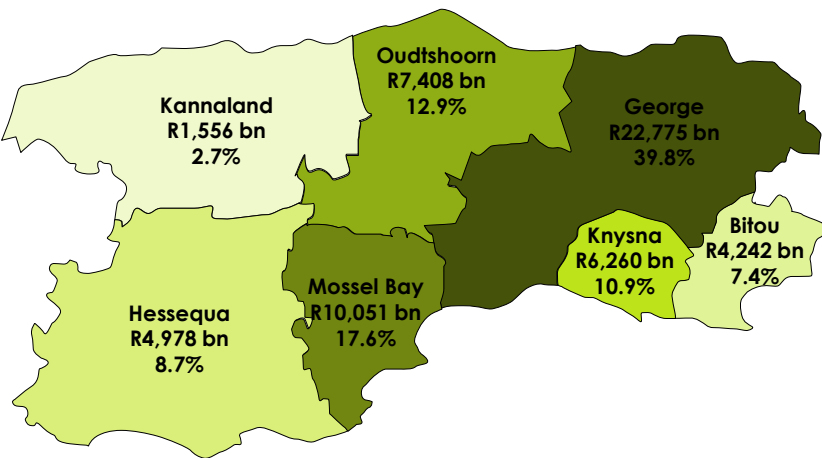 Oudtshoorn
R7,408 bn
12.9%
Kannaland
R1,556 bn
2.7%
George
R22,775 bn
39.8%
Knysna
R6,260 bn
10.9%
Bitou
R4,242 bn
7.4%
Mossel Bay
R10,051 bn
17.6%
Hessequa
R4,978 bn
8.7%